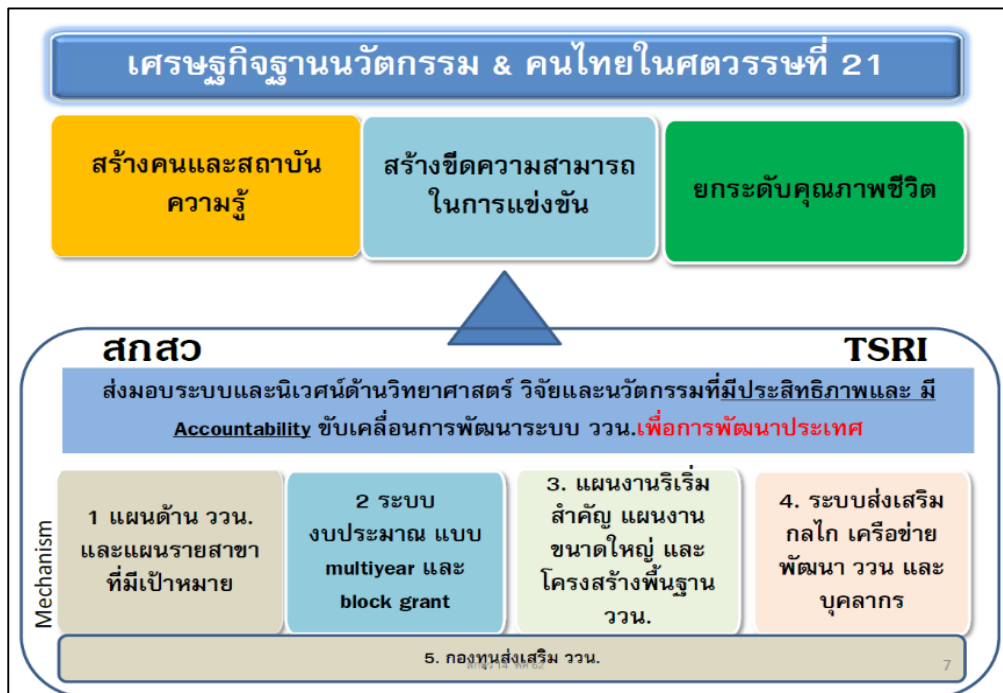 เศรษฐกิจฐานนวัตกรรม & คนไทยในศตวรรษที่ 21
สร้างคนและสถาบัน
ความรู้
สร้างขีดความสามารถ
ในการแข่งขัน
ยกระดับคุณภาพชีวิต
สกสว
TSRI
ส่งมอบระบบและนิเวศน์ด้านวิทยาศาสตร์ วิจัยและนวัตกรรมที่มีประสิทธิภาพและ มี
Accountability ขับเคลื่อนการพัฒนาระบบ ววน.เพื่อการพัฒนาประเทศ
Mechanism
1 แผนด้าน ววน.
และแผนรายสาขา
ที่มีเป้าหมาย
2 ระบบ
งบประมาณ แบบ
multiyear และ
block grant
3. แผนงานริเริ่ม
สำคัญ แผนงาน
ขนาดใหญ่ และ
โครงสร้างพื้นฐาน
ววน.
4. ระบบส่งเสริม
กลไก เครือข่าย
พัฒนา ววน และ
บุคลากร
5. กองทุนส่งเสริม ววน.
7